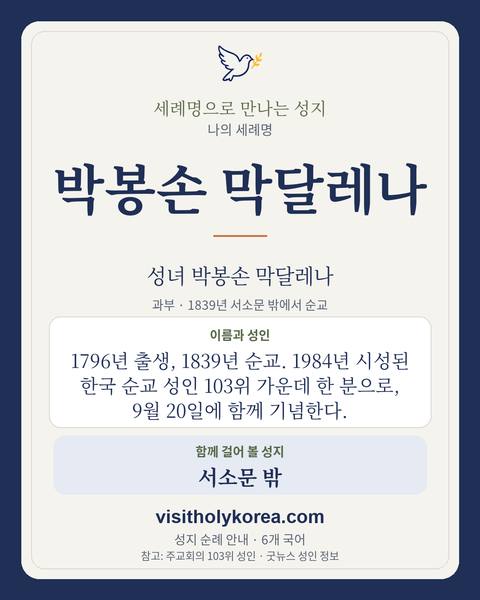 세례명으로 만나는 성지
나의 세례명
박봉손 막달레나
성녀 박봉손 막달레나
과부 · 1839년 서소문 밖에서 순교
이름과 성인
1796년 출생, 1839년 순교. 1984년 시성된
한국 순교 성인 103위 가운데 한 분으로,
9월 20일에 함께 기념한다.
함께 걸어 볼 성지
서소문 밖
visitholykorea.com
성지 순례 안내 · 6개 국어
참고: 주교회의 103위 성인 · 굿뉴스 성인 정보